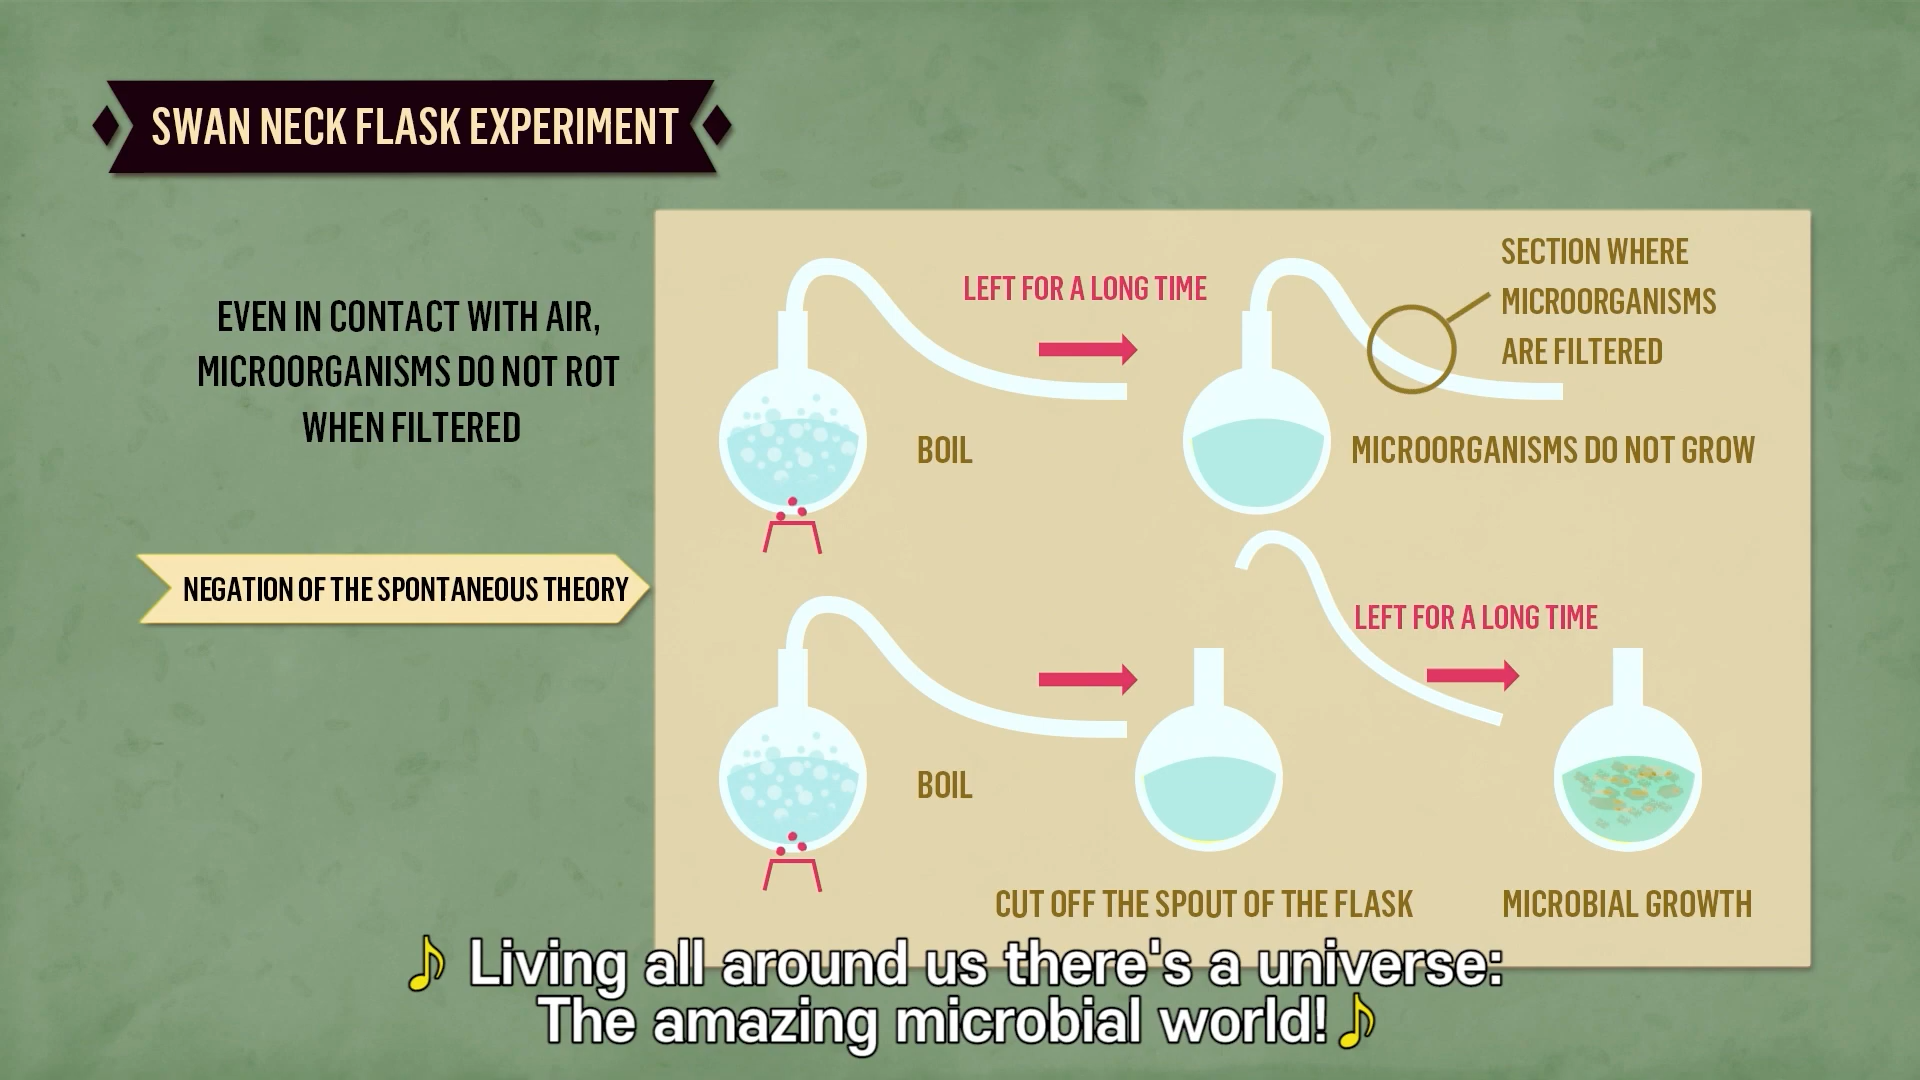 SWAN NECK FLASK EXPERIMENT
EVEN IN CONTACT WITH AIR,
MICROORGANISMS DO NOT ROT
WHEN FILTERED
NEGATION OF THE SPONTANEOUS THEORY
LEFT FOR A LONG TIME
SECTION WHERE
MICROORGANISMS
ARE FILTERED
BOIL
MICROORGANISMS DO NOT GROW
LEFT FOR A LONG TIME
BOIL
CUT OFF THE SPOUT OF THE FLASK
MICROBIAL GROWTH
♪ Living all around us there's a universe:
The amazing microbial world! ♪